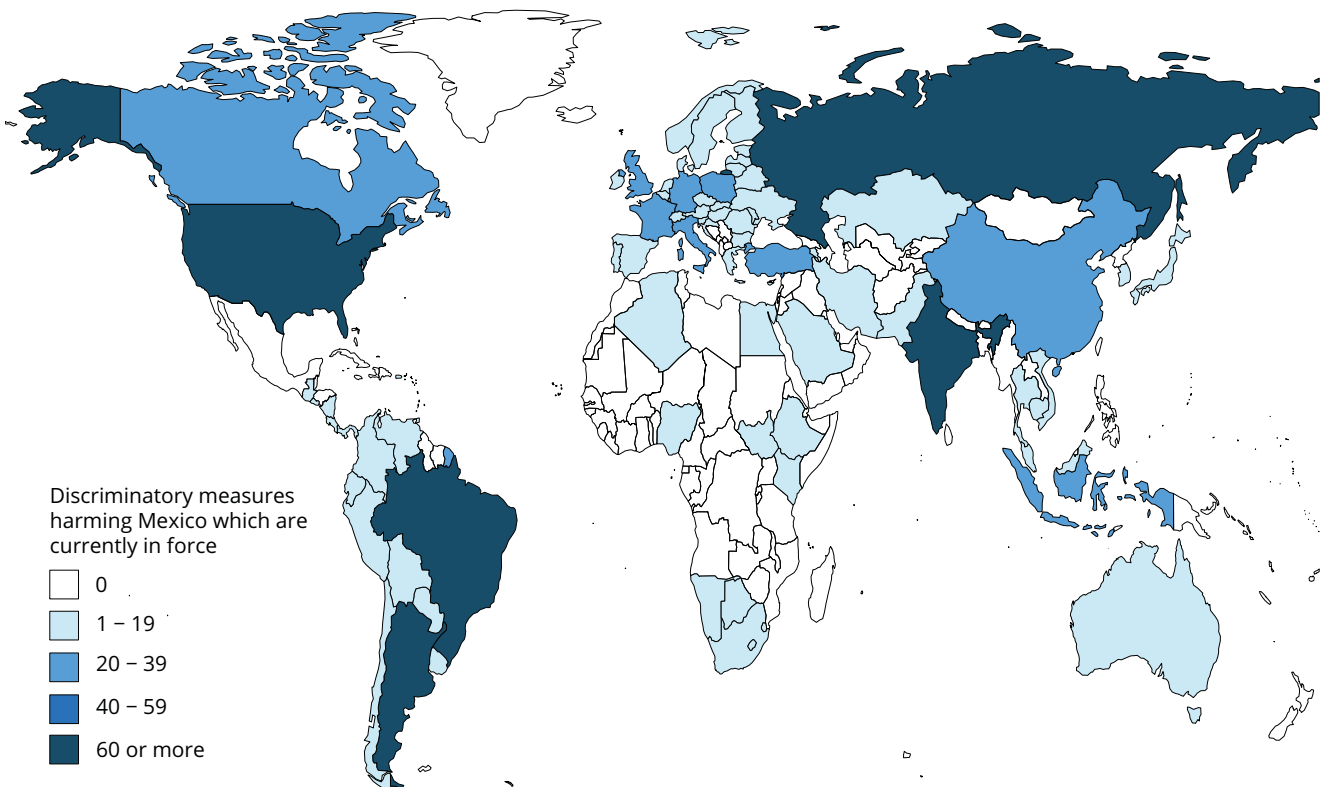 Discriminatory measures
harming Mexico which are
currently in force
0
1 − 19
20 − 39
40 − 59
60 or more